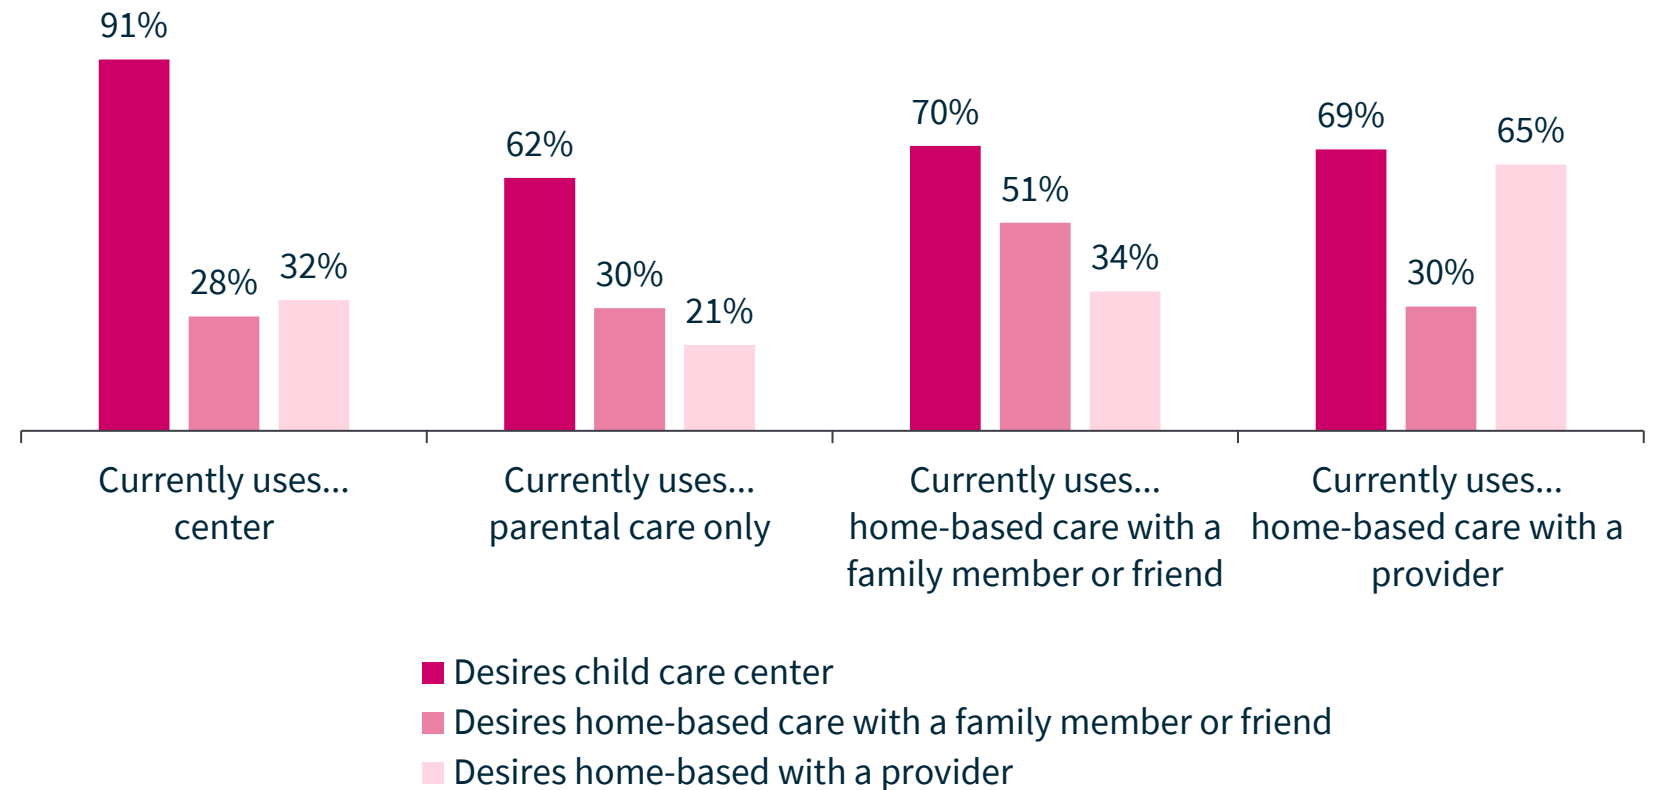 91%
28%
32%
62%
30%
21%
70%
51%
34%
69%
30%
65%
Currently uses...
center
Currently uses...
parental care only
Currently uses...
home-based care with a
family member or friend
Currently uses...
home-based care with a
provider
Desires child care center
Desires home-based care with a family member or friend
Desires home-based with a provider